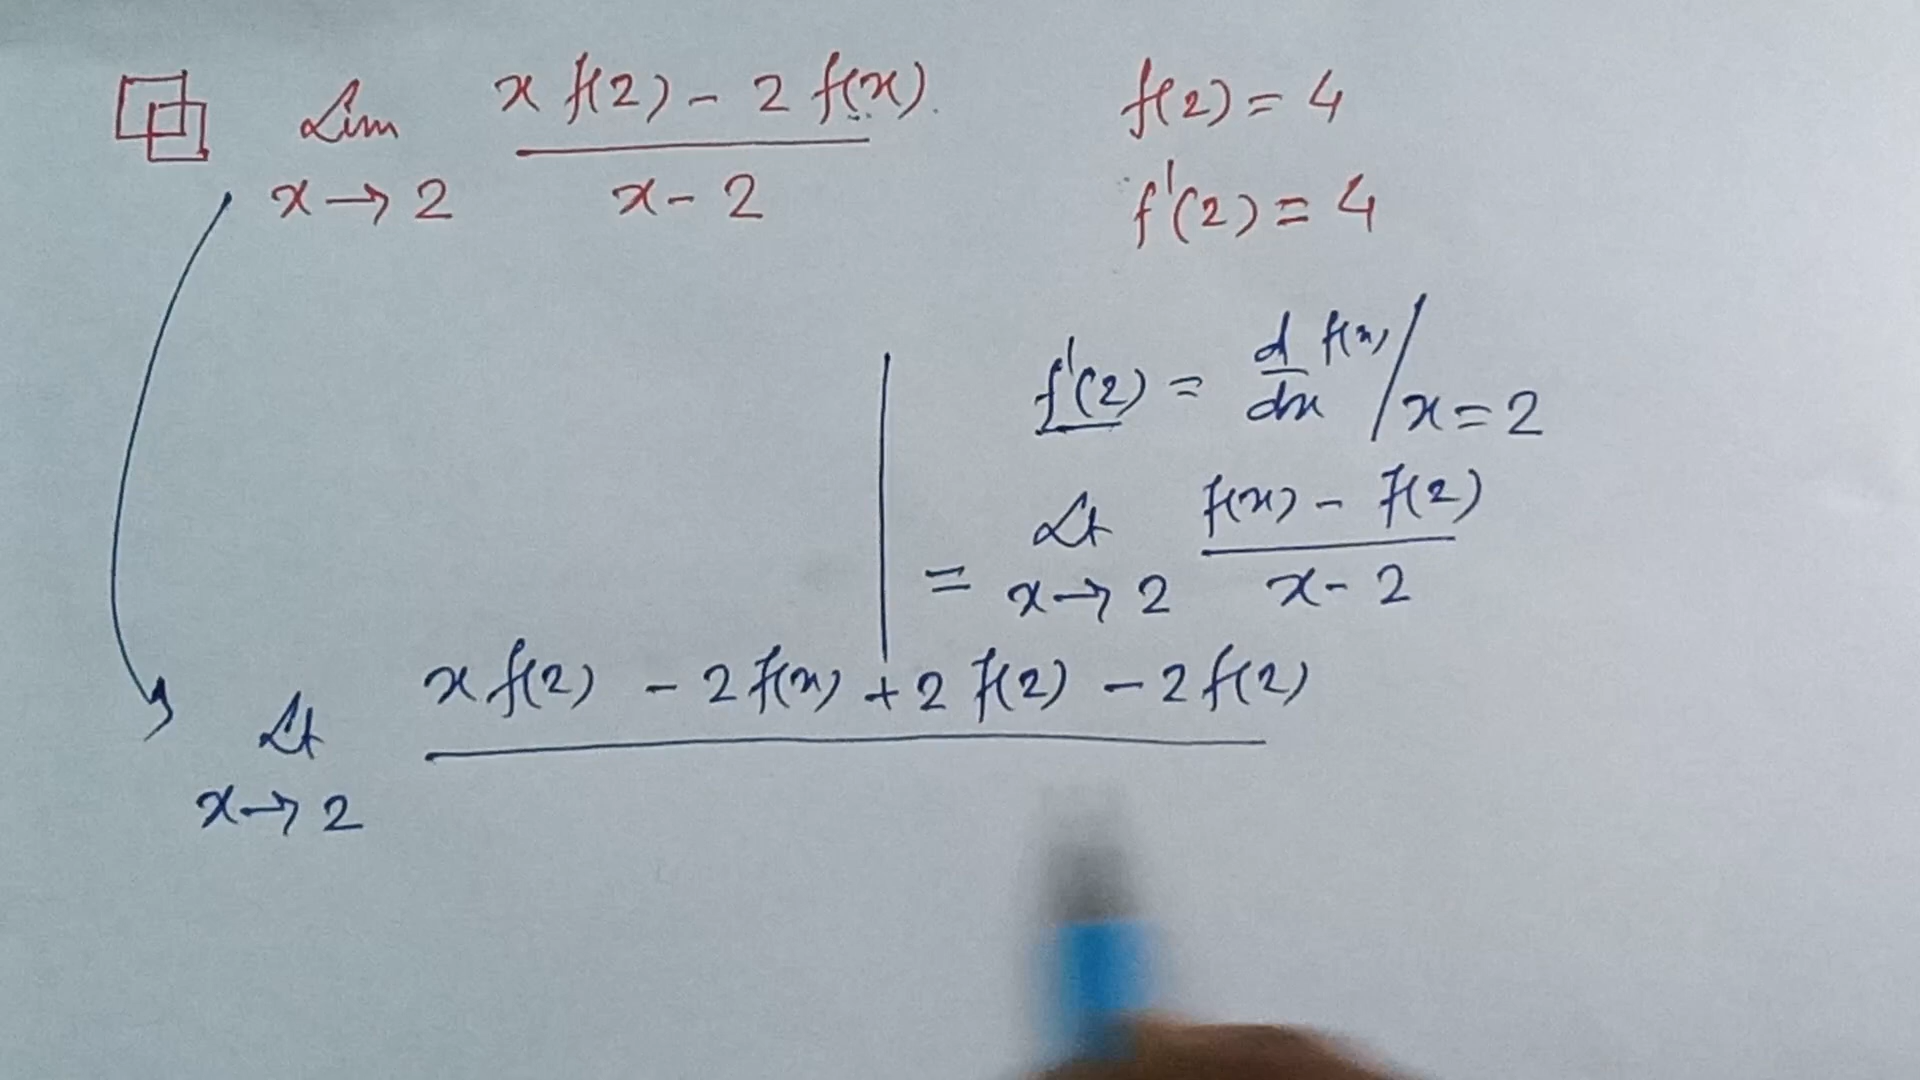 Lim x→2 (x f(2) - 2 f(x)) / (x - 2)
f(2) = 4
f'(2) = 4
f'(2) = d/dx f(x) / x = 2
= Lt x→2 (f(x) - f(2)) / (x - 2)
Lt x→2 (x f(2) - 2 f(x) + 2 f(2) - 2 f(2)) /